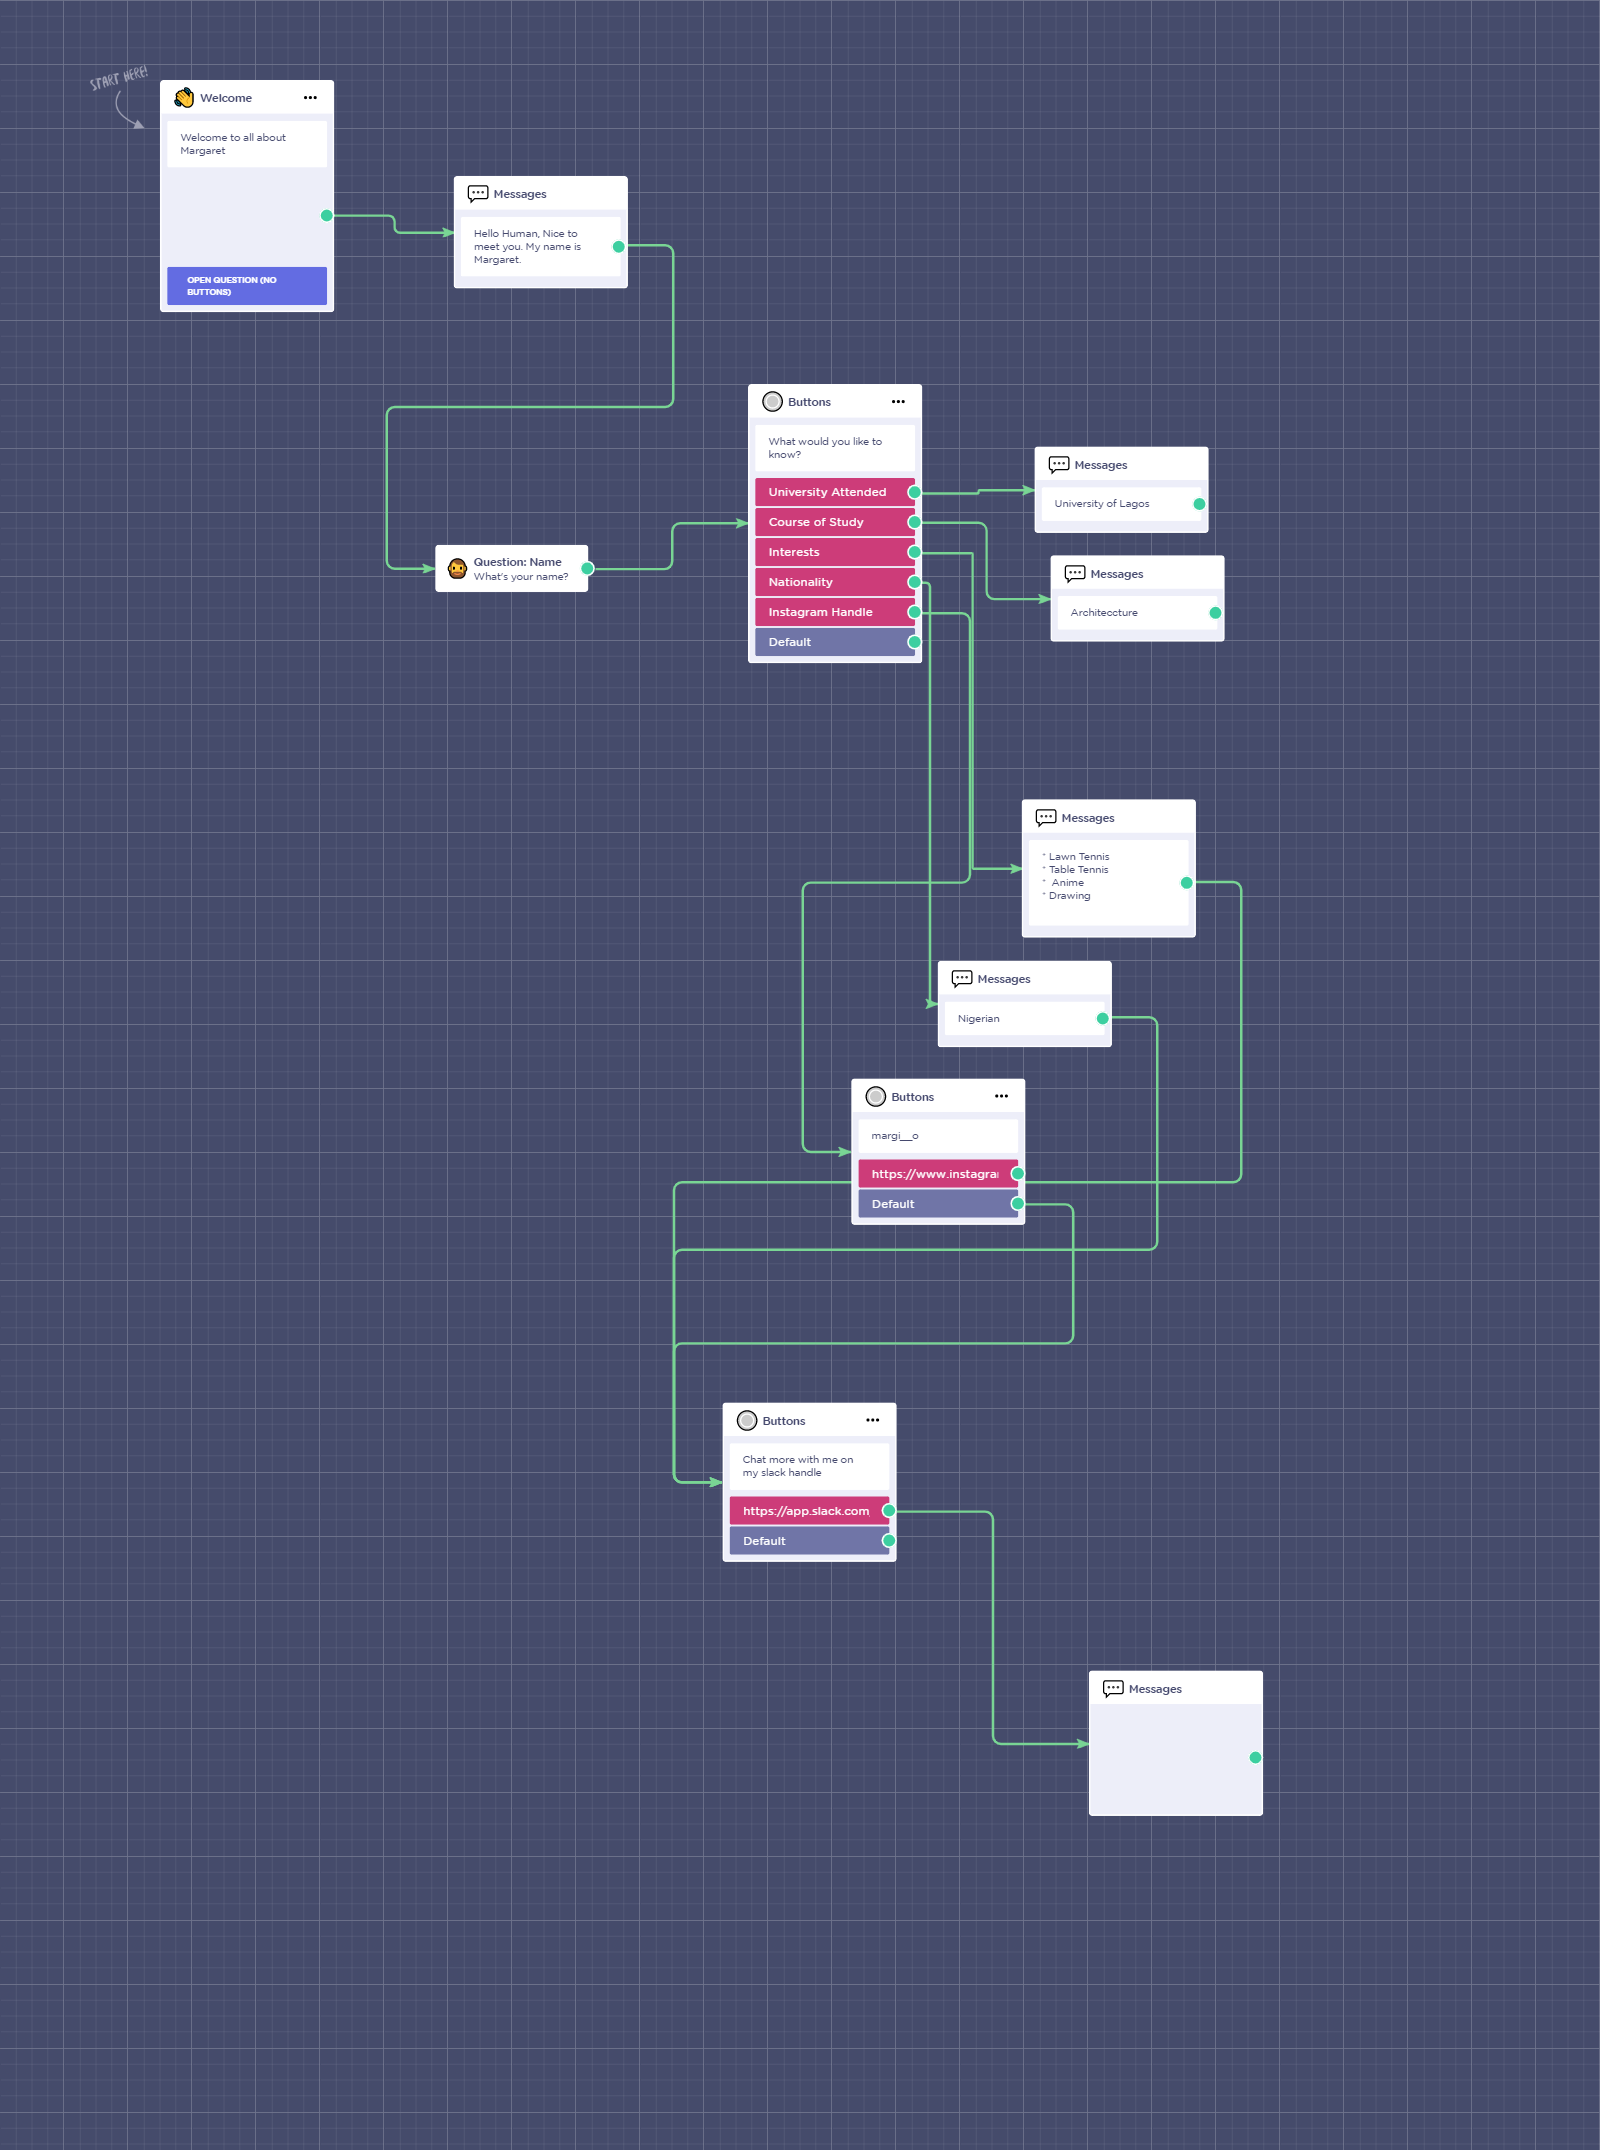 START HERE!
Welcome
Welcome to all about
Margaret
OPEN QUESTION (NO
BUTTONS)
Messages
Hello Human, Nice to
meet you. My name is
Margaret.
Question: Name
What's your name?
Buttons
What would you like to
know?
University Attended
Course of Study
Interests
Nationality
Instagram Handle
Default
Messages
University of Lagos
Messages
Architeccture
Messages
* Lawn Tennis
* Table Tennis
* Anime
* Drawing
Messages
Nigerian
Buttons
margi__o
https://www.instagra
Default
Buttons
Chat more with me on
my slack handle
https://app.slack.com
Default
Messages